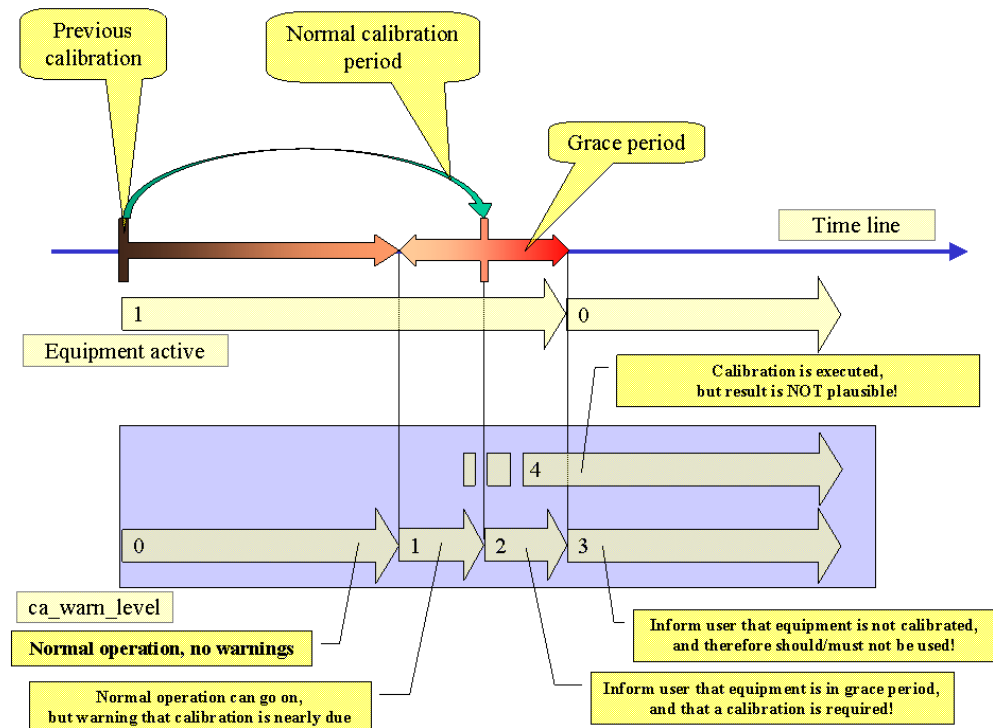 Previous
calibration
Normal calibration
period
Grace period
Time line
1
0
Equipment active
Calibration is executed,
but result is NOT plausible!
4
0
1
2
3
ca_warn_level
Normal operation, no warnings
Inform user that equipment is not calibrated,
and therefore should/must not be used!
Normal operation can go on,
but warning that calibration is nearly due
Inform user that equipment is in grace period,
and that a calibration is required!